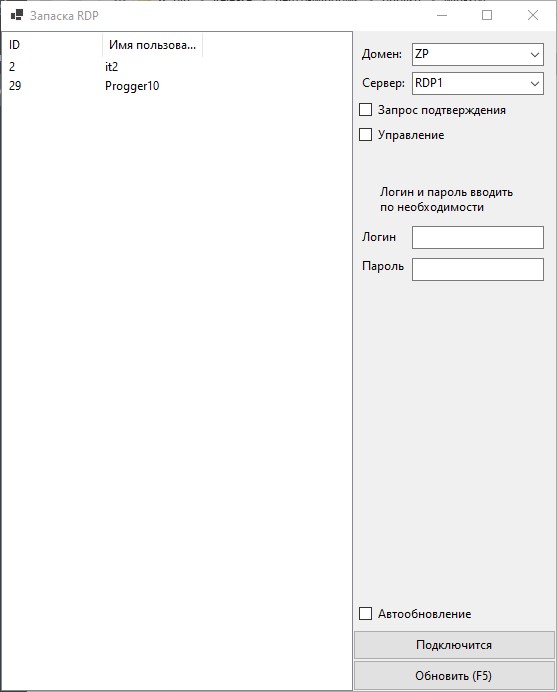 Запаска RDP
ID Имя пользова...
2 it2
29 Progger10
Домен: ZP
Сервер: RDP1
Запрос подтверждения
Управление
Логин и пароль вводить
по необходимости
Логин
Пароль
Автообновление
Подключится
Обновить (F5)